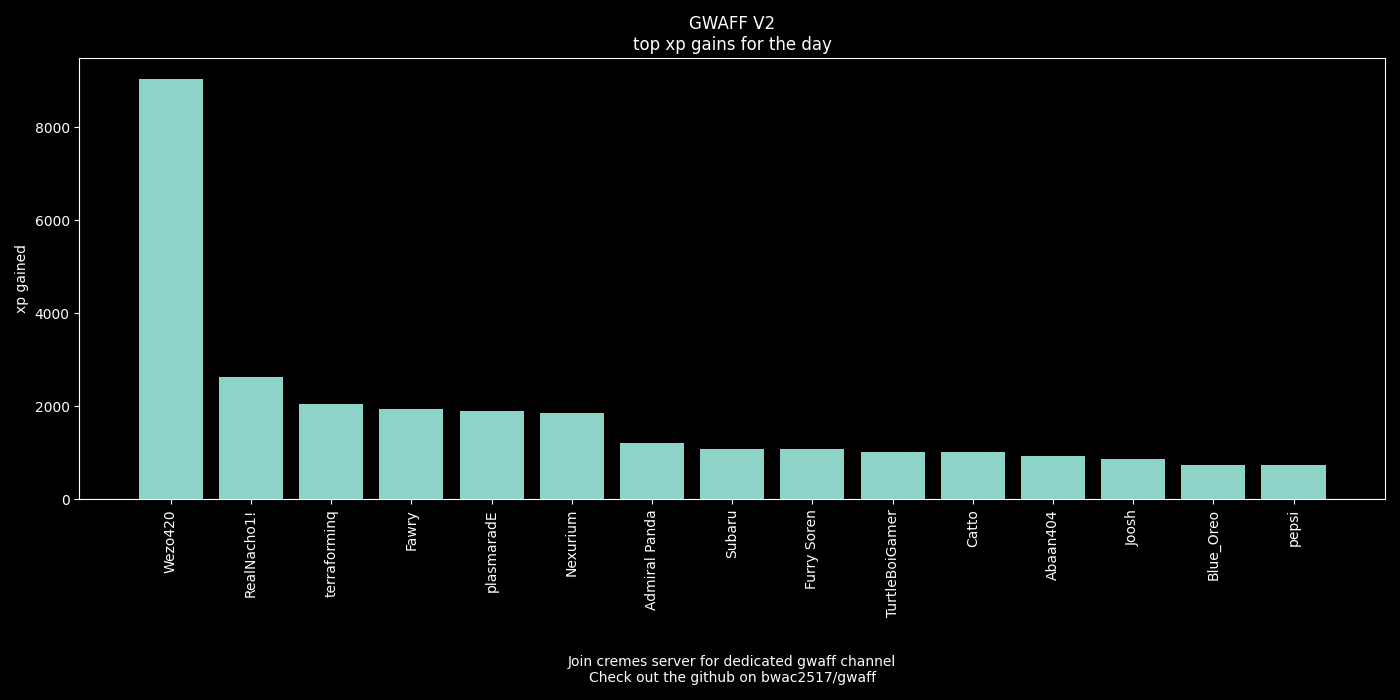 GWAFF V2
top xp gains for the day
xp gained
8000
6000
4000
2000
0
Wezo420
RealNacho1!
terraforminq
Fawry
plasmaradE
Nexurium
Admiral Panda
Subaru
Furry Soren
TurtleBoiGamer
Catto
Abaan404
Joosh
Blue_Oreo
pepsi
Join cremes server for dedicated gwaff channel
Check out the github on bwac2517/gwaff